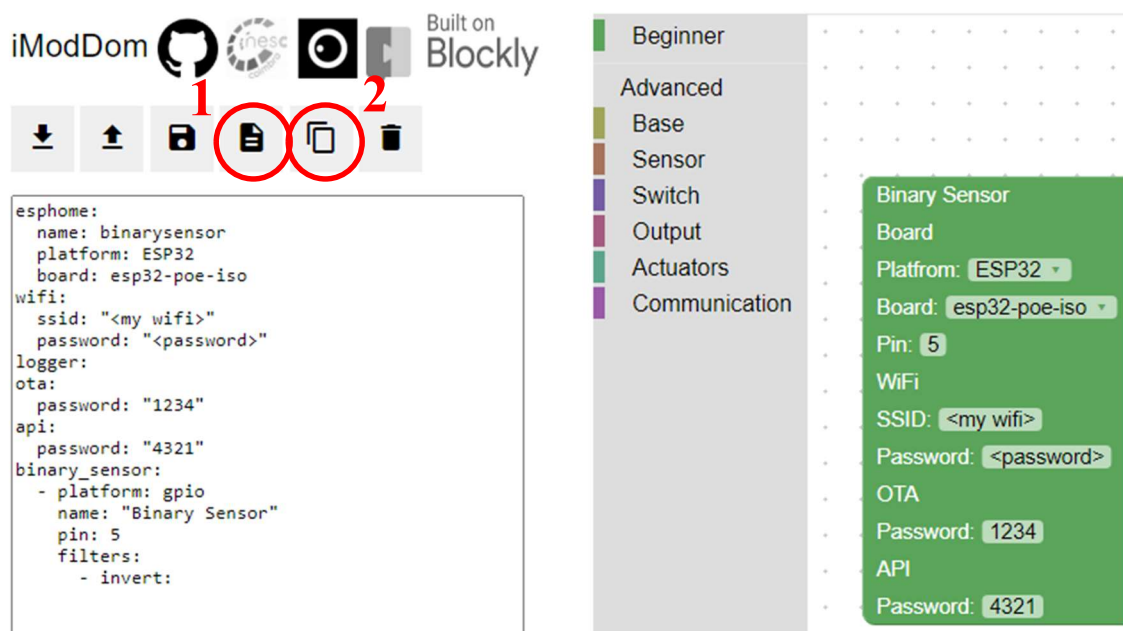 iModDom
inesc
coimbra
Built on
Blockly
1
2
esphome:
  name: binarysensor
  platform: ESP32
  board: esp32-poe-iso
wifi:
  ssid: "<my wifi>"
  password: "<password>"
logger:
ota:
  password: "1234"
api:
  password: "4321"
binary_sensor:
  - platform: gpio
    name: "Binary Sensor"
    pin: 5
    filters:
      - invert:
Beginner
Advanced
Base
Sensor
Switch
Output
Actuators
Communication
Binary Sensor
Board
Platfrom: ESP32
Board: esp32-poe-iso
Pin: 5
WiFi
SSID: <my wifi>
Password: <password>
OTA
Password: 1234
API
Password: 4321